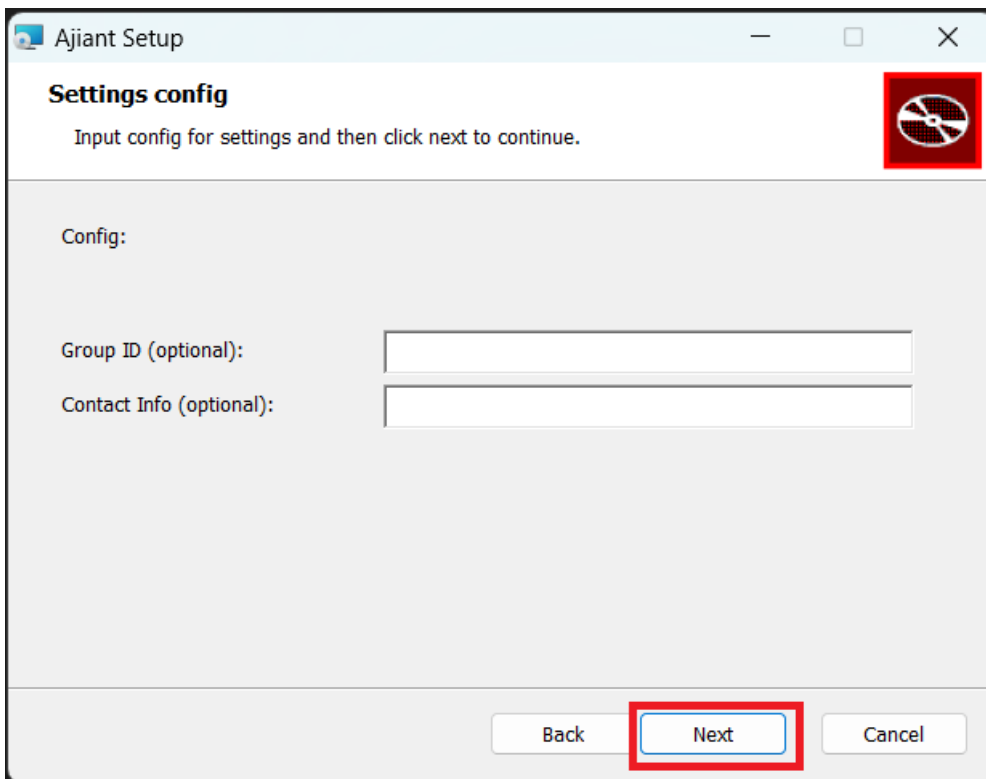 Ajiant Setup
Settings config
Input config for settings and then click next to continue.
Config:
Group ID (optional):
Contact Info (optional):
Back Next Cancel